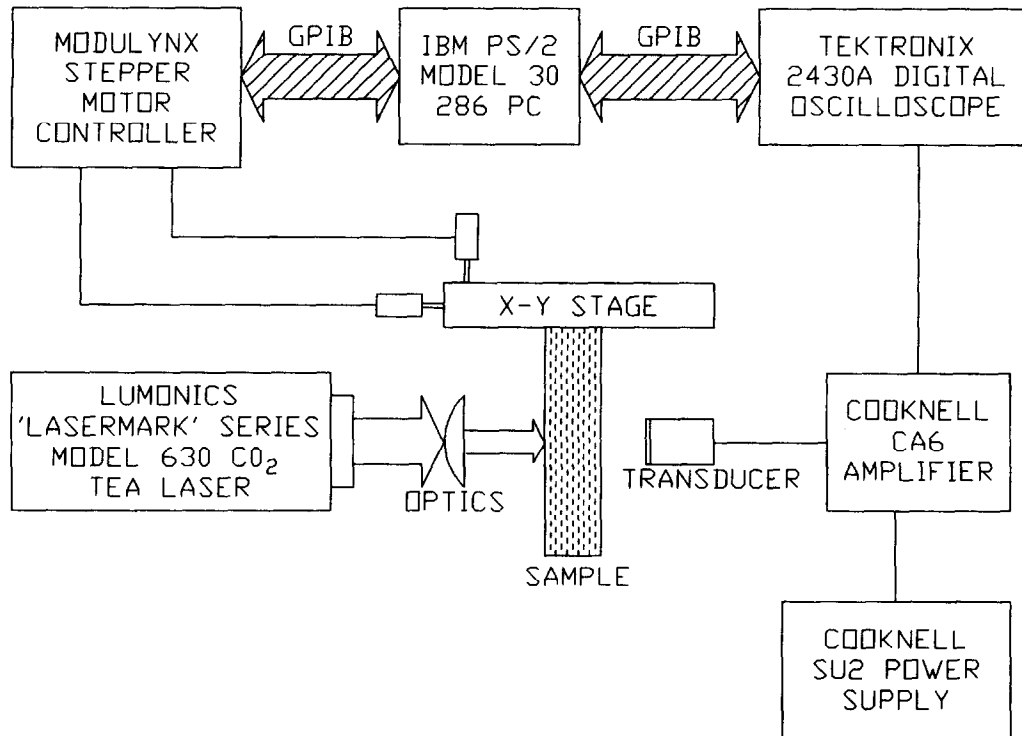 MODULYNX
STEPPER
MOTOR
CONTROLLER
GPIB
IBM PS/2
MODEL 30
286 PC
GPIB
TEKTRONIX
2430A DIGITAL
OSCILLOSCOPE
X-Y STAGE
LUMONICS
'LASERMARK' SERIES
MODEL 630 CO₂
TEA LASER
OPTICS
SAMPLE
TRANSDUCER
COOKNELL
CA6
AMPLIFIER
COOKNELL
SU2 POWER
SUPPLY